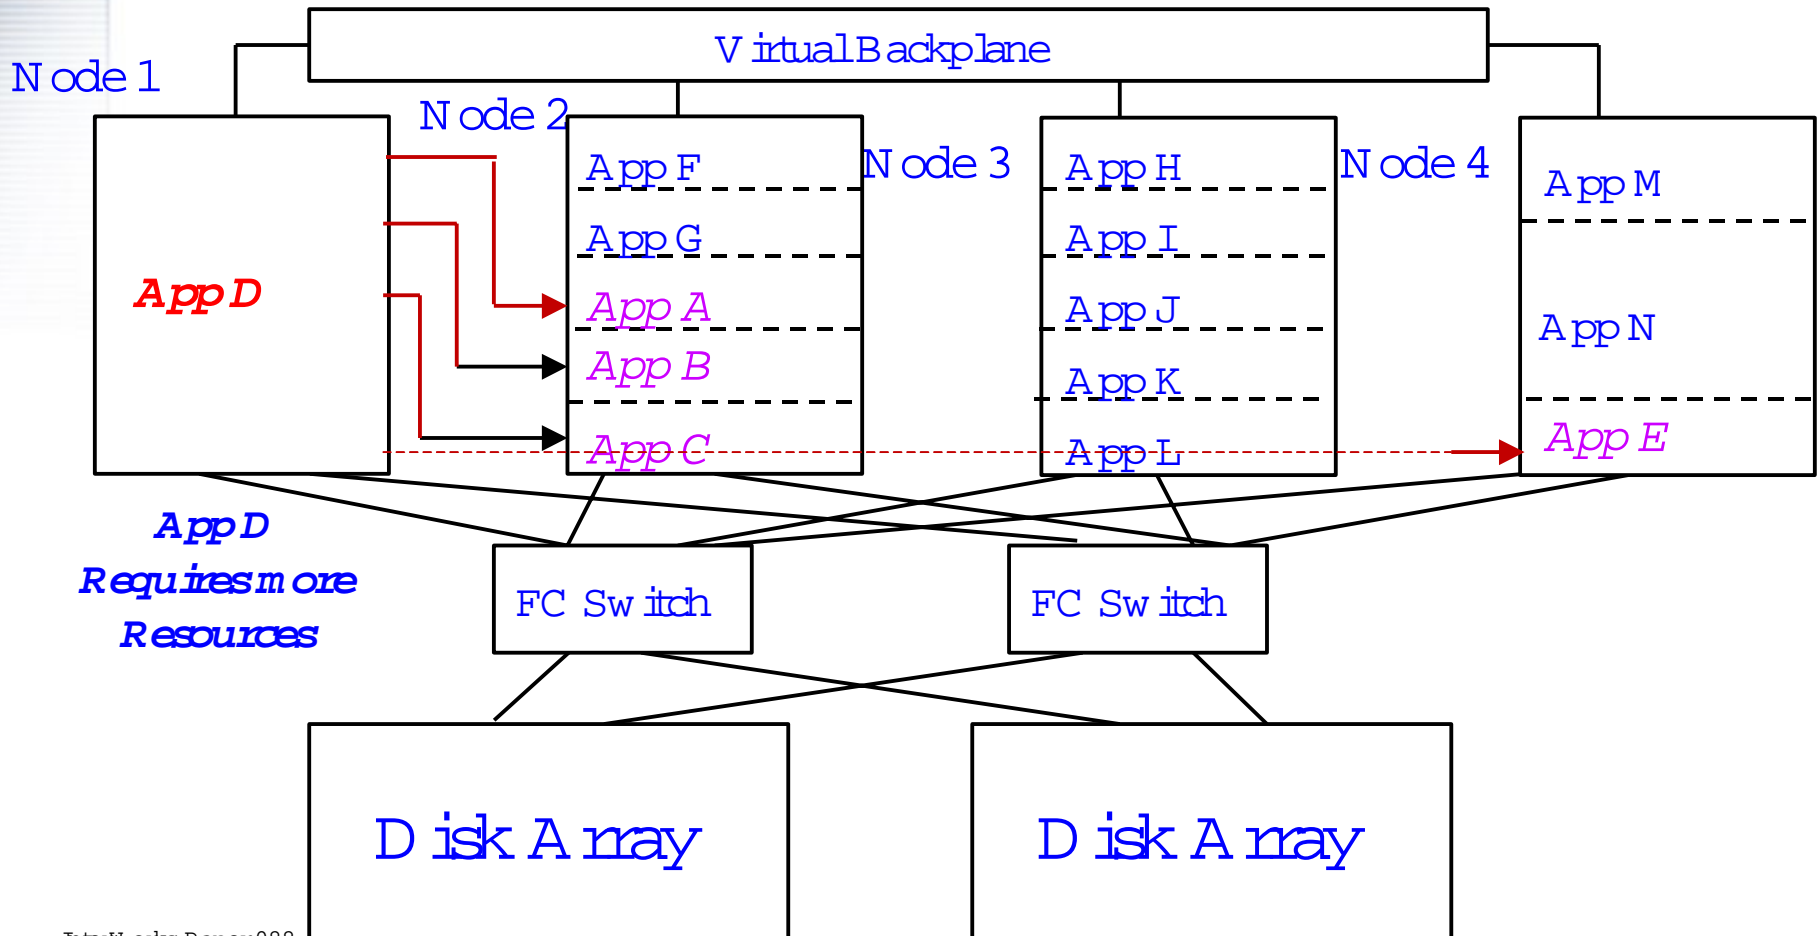 Virtual Backplane
Node 1
Node 2
Node 3
Node 4
App D
App F
App G
App A
App B
App C
App H
App I
App J
App K
App L
App M
App N
App E
App D
Requires more
Resources
FC Switch
FC Switch
Disk Array
Disk Array